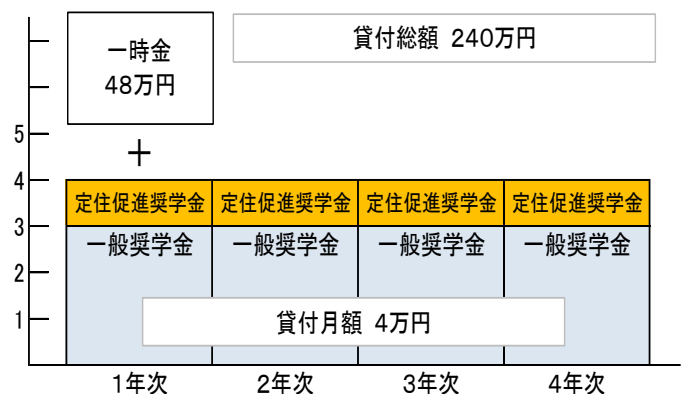 一時金
48万円
貸付総額 240万円
+
5
4
3
2
1
定住促進奨学金 定住促進奨学金 定住促進奨学金 定住促進奨学金
一般奨学金 一般奨学金 一般奨学金 一般奨学金
貸付月額 4万円
1年次 2年次 3年次 4年次